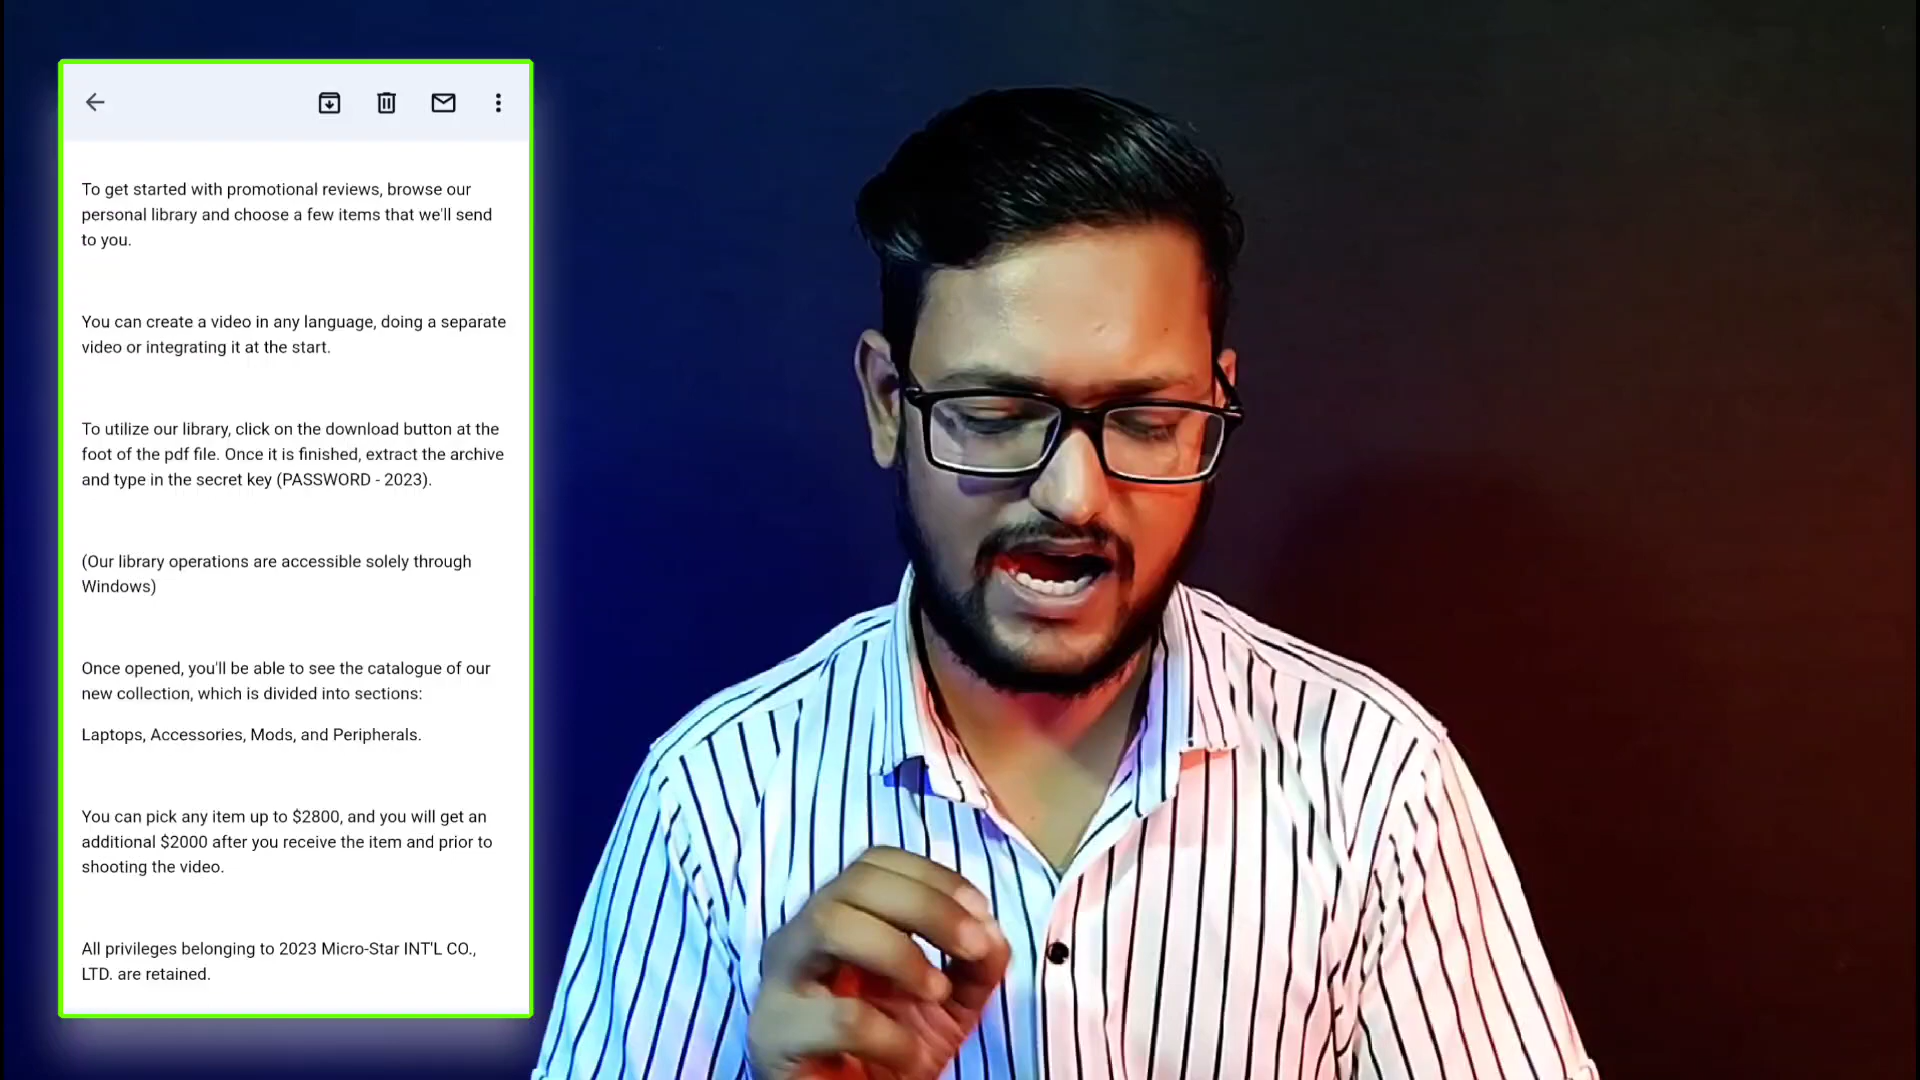 To get started with promotional reviews, browse our
personal library and choose a few items that we'll send
to you.
You can create a video in any language, doing a separate
video or integrating it at the start.
To utilize our library, click on the download button at the
foot of the pdf file. Once it is finished, extract the archive
and type in the secret key (PASSWORD - 2023).
(Our library operations are accessible solely through
Windows)
Once opened, you'll be able to see the catalogue of our
new collection, which is divided into sections:
Laptops, Accessories, Mods, and Peripherals.
You can pick any item up to $2800, and you will get an
additional $2000 after you receive the item and prior to
shooting the video.
All privileges belonging to 2023 Micro-Star INT'L CO.,
LTD. are retained.